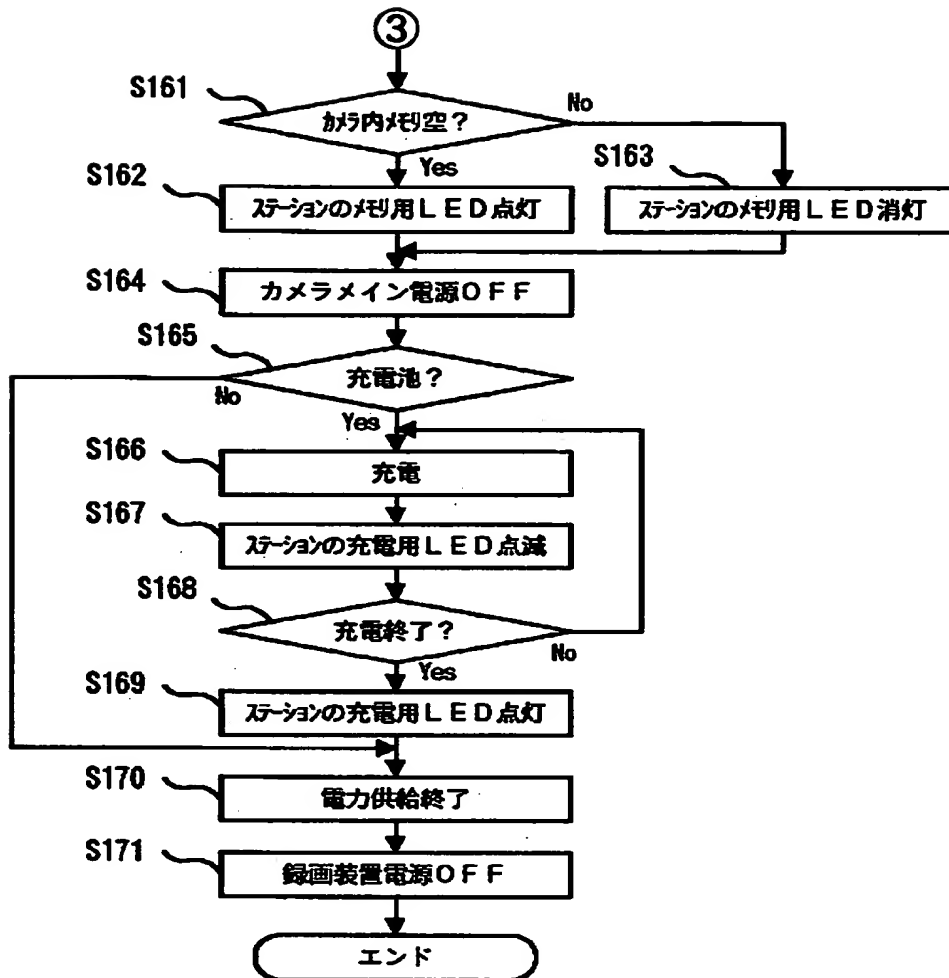 ③
S161
カメラ内メモリ空？
No
Yes
S162
ステーションのメモリ用ＬＥＤ点灯
S163
ステーションのメモリ用ＬＥＤ消灯
S164
カメラメイン電源ＯＦＦ
S165
充電池？
No
Yes
S166
充電
S167
ステーションの充電用ＬＥＤ点滅
S168
充電終了？
No
Yes
S169
ステーションの充電用ＬＥＤ点灯
S170
電力供給終了
S171
録画装置電源ＯＦＦ
エンド